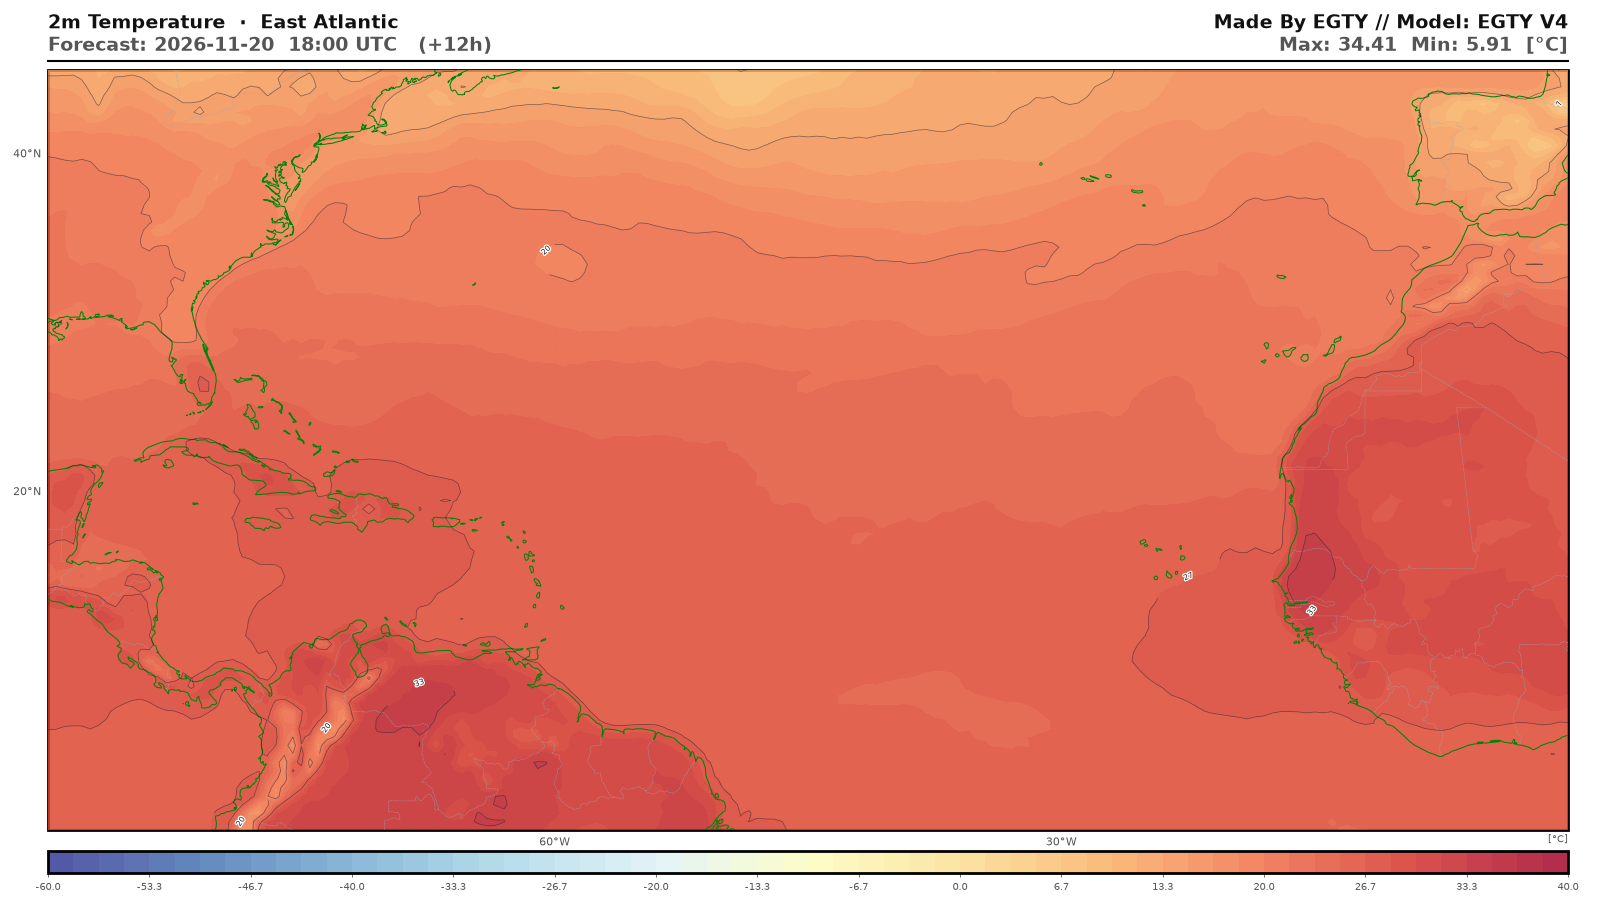 2m Temperature · East Atlantic
Made By EGTY // Model: EGTY V4
Forecast: 2026-11-20 18:00 UTC (+12h)
Max: 34.41 Min: 5.91 [°C]
7
40°N
20
20°N
27
33
33
20
20
60°W
30°W
[°C]
-60.0 -53.3 -46.7 -40.0 -33.3 -26.7 -20.0 -13.3 -6.7 0.0 6.7 13.3 20.0 26.7 33.3 40.0